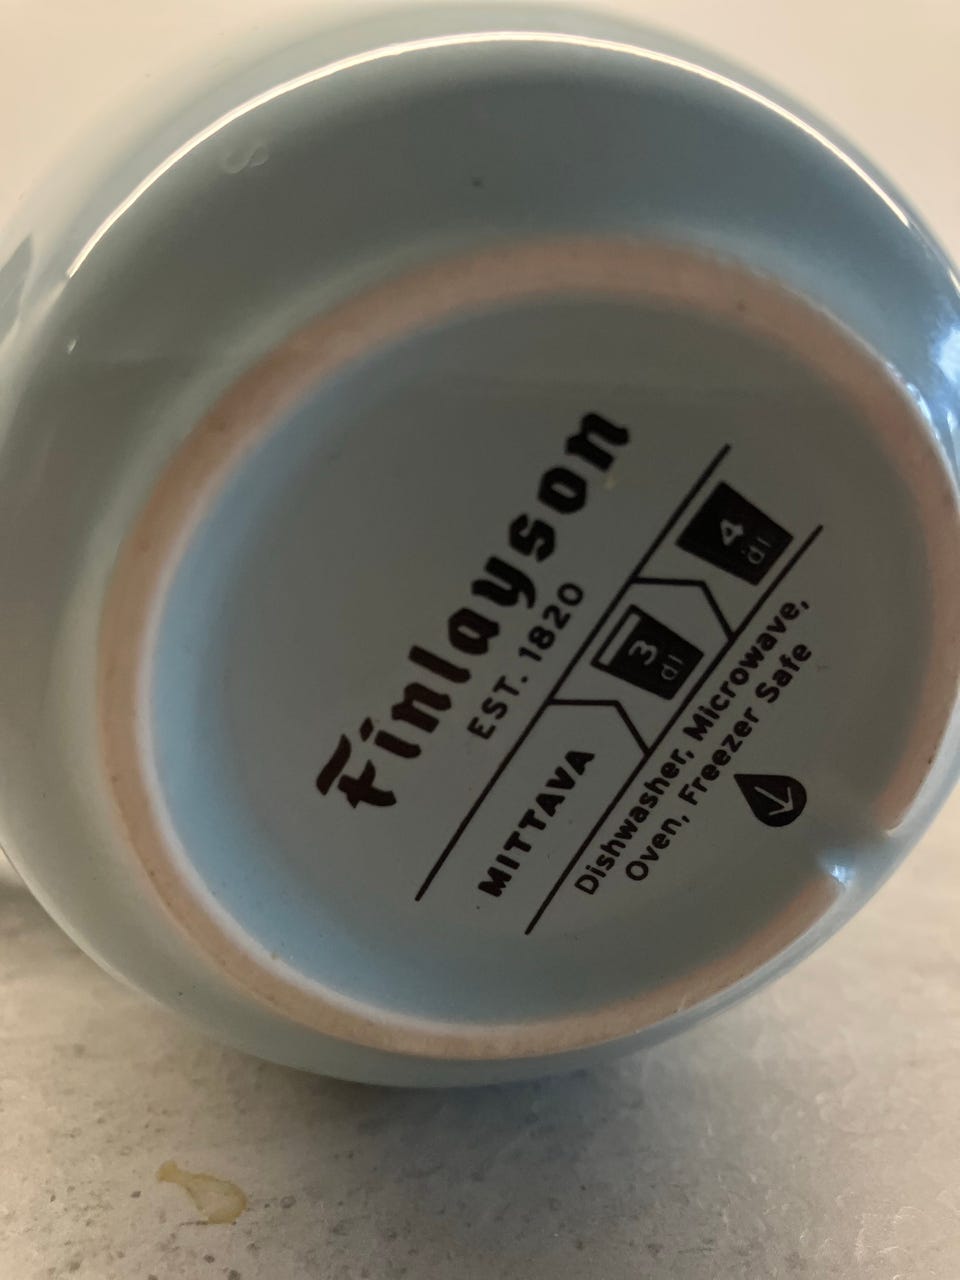 Finlayson
EST. 1820
MITTAVA 3 dl 4 dl
Dishwasher, Microwave,
Oven, Freezer Safe